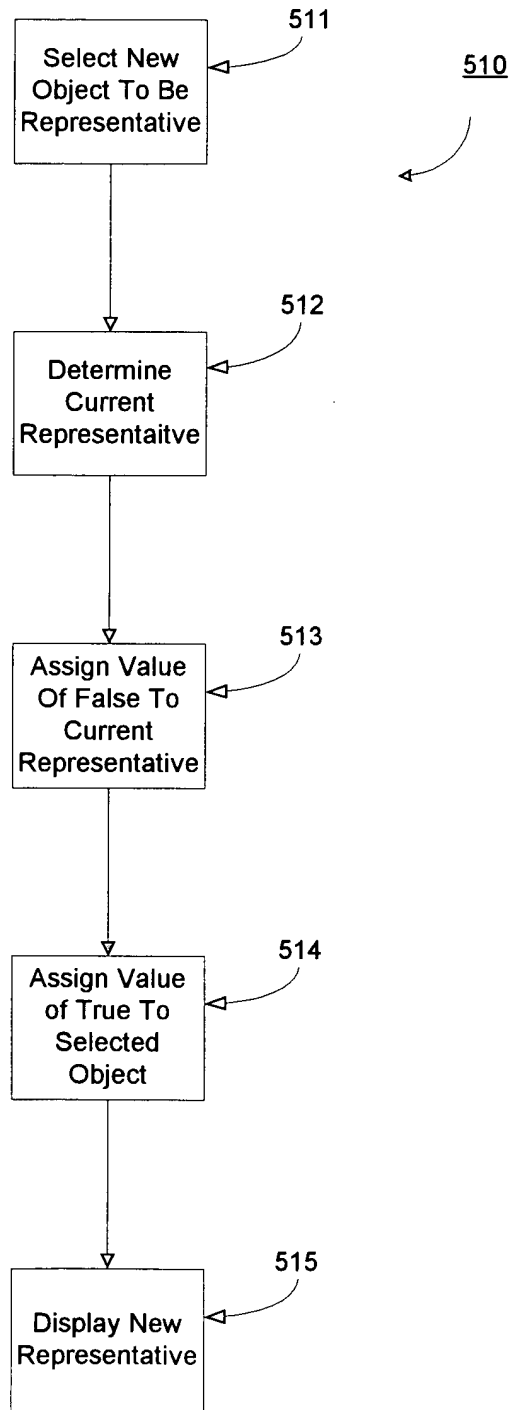 511
Select New
Object To Be
Representative
510
512
Determine
Current
Representaitve
513
Assign Value
Of False To
Current
Representative
514
Assign Value
of True To
Selected
Object
515
Display New
Representative